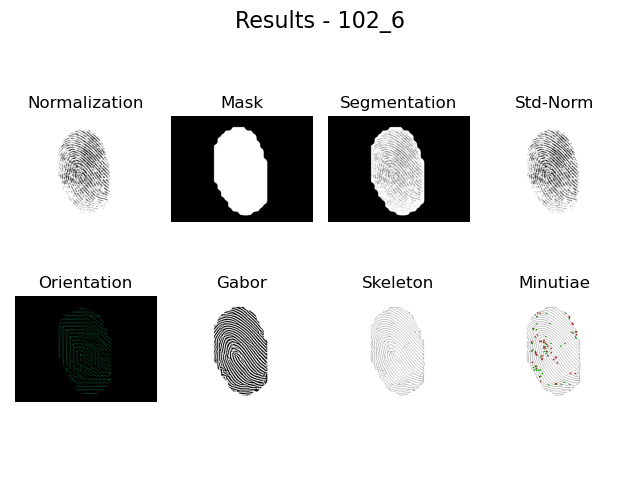 Results - 102_6
Normalization
Mask
Segmentation
Std-Norm
Orientation
Gabor
Skeleton
Minutiae